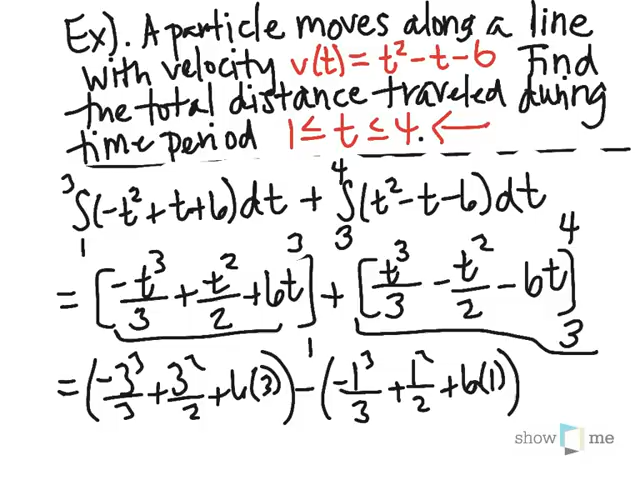 Ex). A particle moves along a line
with velocity v(t) = t² - t - 6 Find
the total distance traveled during
time period 1 ≤ t ≤ 4. ←
∫₁³(-t² + t + 6)dt + ∫₃⁴(t² - t - 6)dt
= [-t³/3 + t²/2 + 6t]₁³ + [t³/3 - t²/2 - 6t]₃⁴
= (-3³/3 + 3²/2 + 6(3)) - (-1³/3 + 1²/2 + 6(1))
show me